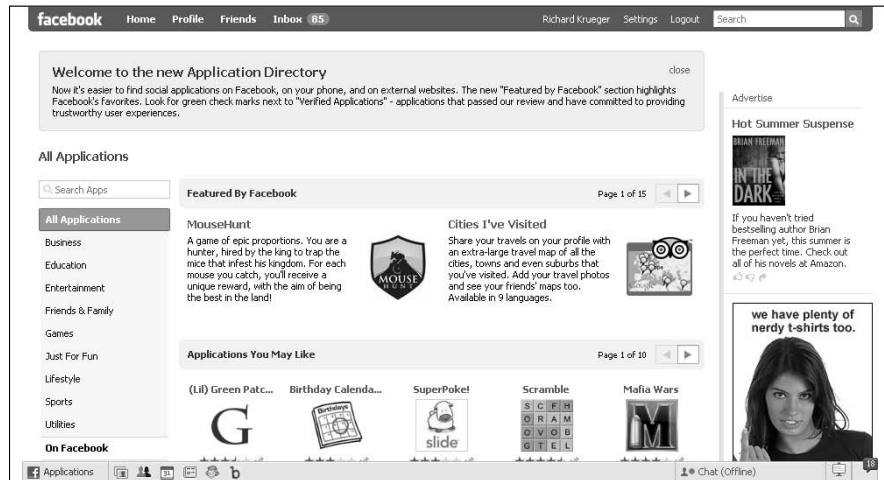 facebook Home Profile Friends Inbox 85 Richard Krueger Settings Logout Search
Welcome to the new Application Directory close
Now it's easier to find social applications on Facebook, on your phone, and on external websites. The new "Featured by Facebook" section highlights
Facebook's favorites. Look for green check marks next to "Verified Applications" - applications that passed our review and have committed to providing
trustworthy user experiences.
All Applications
Search Apps
All Applications
Business
Education
Entertainment
Friends & Family
Games
Just For Fun
Lifestyle
Sports
Utilities
On Facebook
Featured By Facebook Page 1 of 15
MouseHunt
A game of epic proportions. You are a
hunter, hired by the king to trap the
mice that infest his kingdom. For each
mouse you catch, you'll receive a
unique reward, with the aim of being
the best in the land!
MOUSE
HUNT
Cities I've Visited
Share your travels on your profile with
an extra-large travel map of all the
cities, towns and even suburbs that
you've visited. Add your travel photos
and see your friends' maps too.
Available in 9 languages.
Applications You May Like Page 1 of 10
(Lil) Green Patc... Birthday Calenda... SuperPoke! Scramble Mafia Wars
G
Birthdays
slide
S C F H
O R A M
O V O B
G T E L
M
Advertise
Hot Summer Suspense
BRIAN FREEMAN
IN THE
DARK
If you haven't tried
bestselling author Brian
Freeman yet, this summer is
the perfect time. Check out
all of his novels at Amazon.
we have plenty of
nerdy t-shirts too.
Applications 31 b Chat (Offline) 18